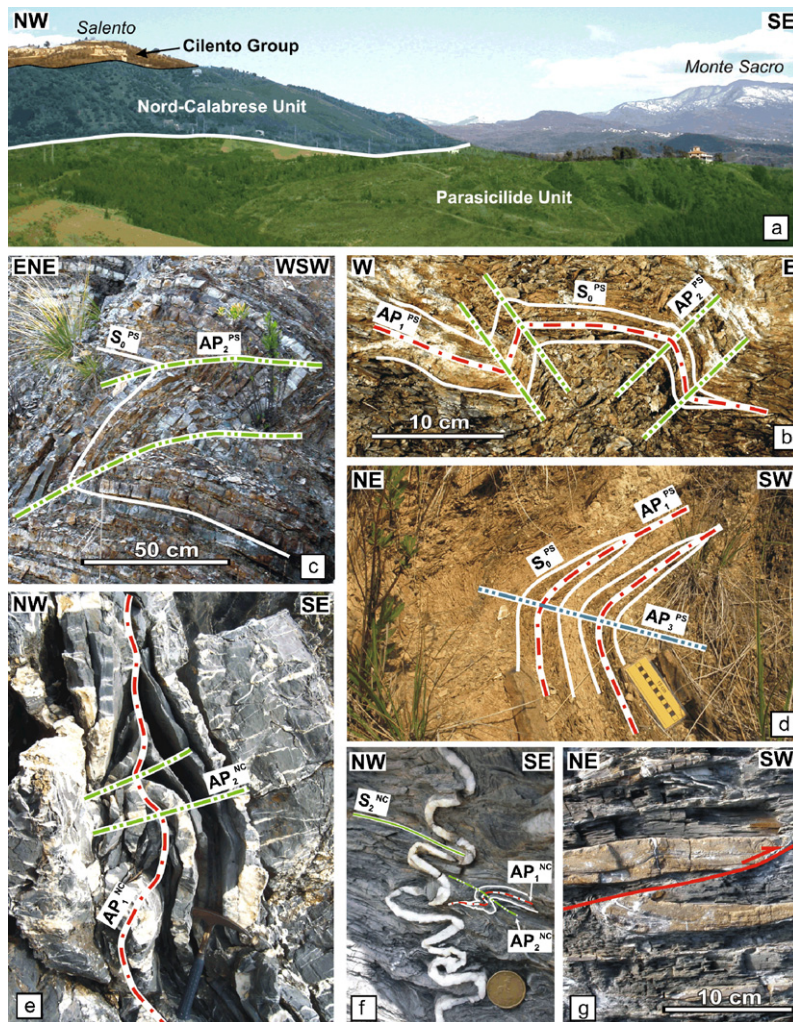 NW
SE
Salento
Cilento Group
Monte Sacro
Nord-Calabrese Unit
Parasicilide Unit
a
ENE
WSW
S₀ᴾˢ
AP₂ᴾˢ
50 cm
c
W
E
AP₁ᴾˢ
S₀ᴾˢ
AP₂ᴾˢ
10 cm
b
NE
SW
AP₁ᴾˢ
S₀ᴾˢ
AP₃ᴾˢ
d
NW
SE
AP₂ᴺᶜ
AP₁ᴺᶜ
e
NW
SE
S₂ᴺᶜ
AP₁ᴺᶜ
AP₂ᴺᶜ
f
NE
SW
10 cm
g